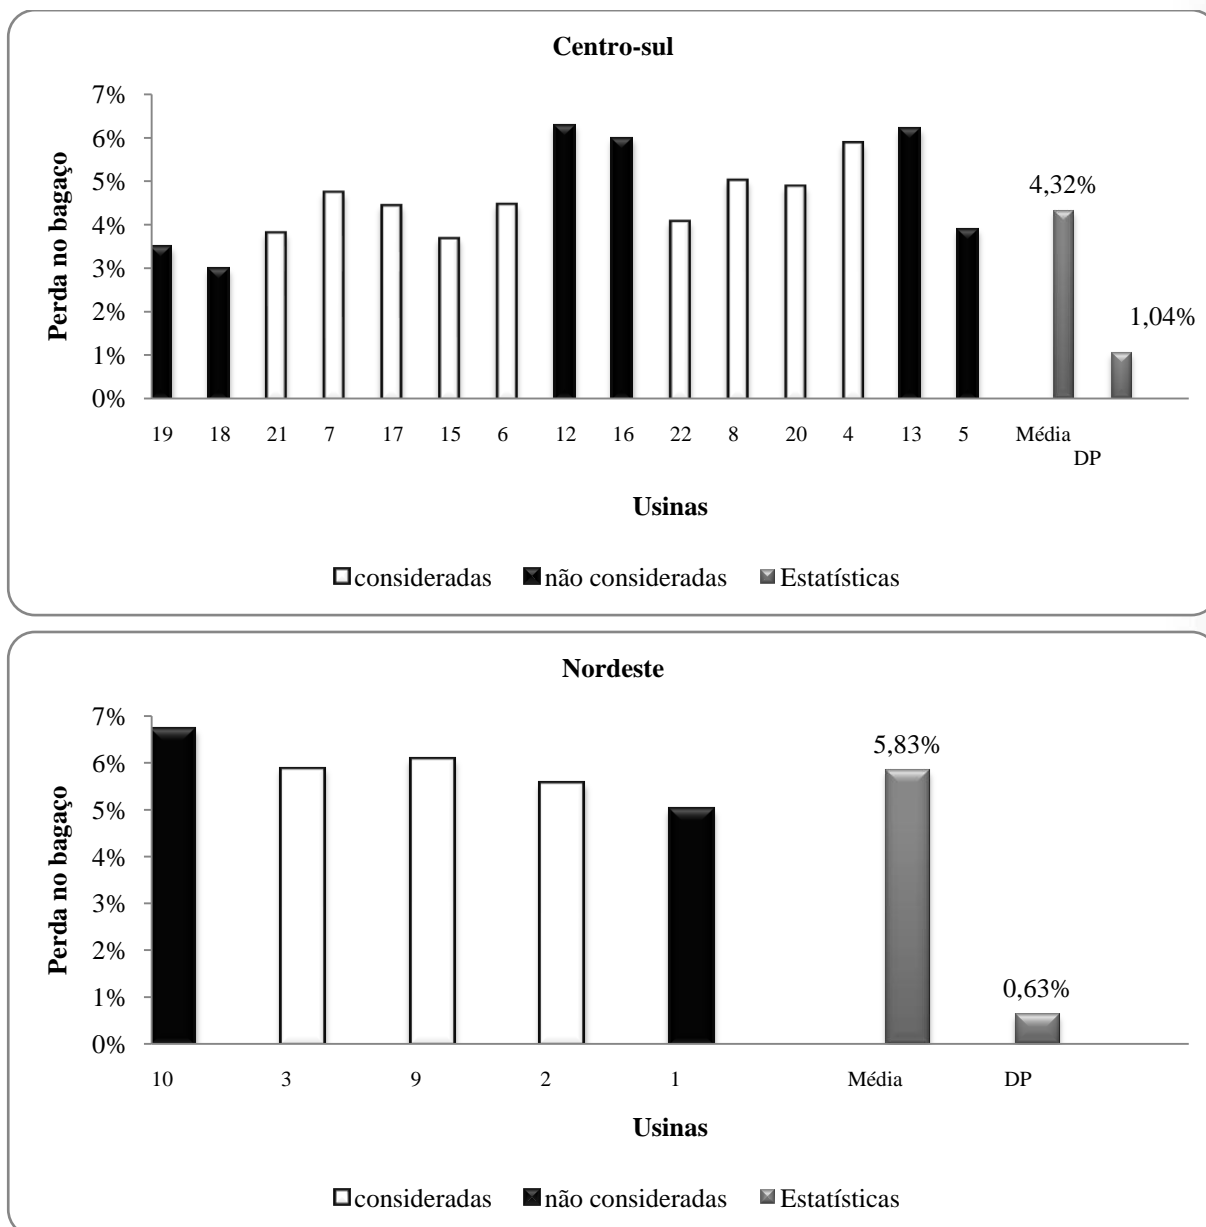 Centro-sul
7%
6%
5%
4%
3%
2%
1%
0%
Perda no bagaço
4,32%
1,04%
19 18 21 7 17 15 6 12 16 22 8 20 4 13 5 Média
DP
Usinas
consideradas não consideradas Estatísticas
Nordeste
7%
6%
5%
4%
3%
2%
1%
0%
Perda no bagaço
5,83%
0,63%
10 3 9 2 1 Média DP
Usinas
consideradas não consideradas Estatísticas